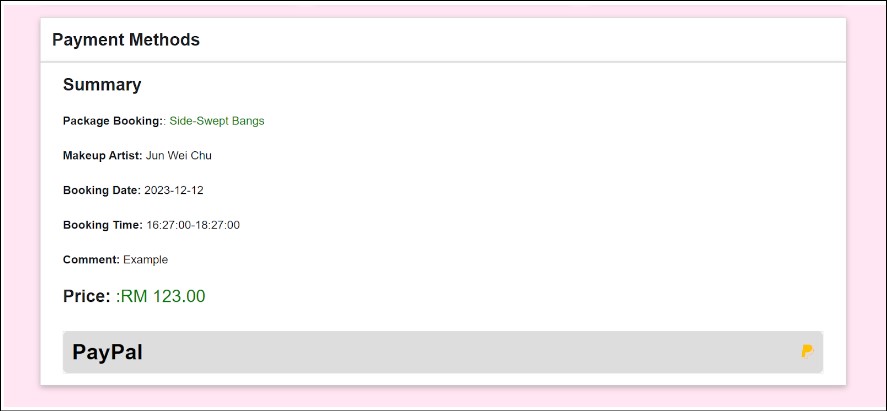 Payment Methods
Summary
Package Booking:: Side-Swept Bangs
Makeup Artist: Jun Wei Chu
Booking Date: 2023-12-12
Booking Time: 16:27:00-18:27:00
Comment: Example
Price: :RM 123.00
PayPal